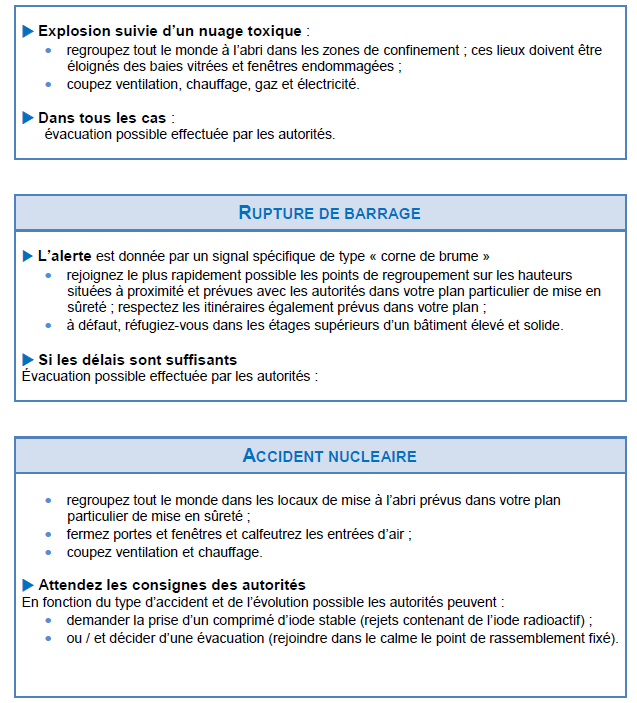 ▶ Explosion suivie d’un nuage toxique :
• regroupez tout le monde à l’abri dans les zones de confinement ; ces lieux doivent être
éloignés des baies vitrées et fenêtres endommagées ;
• coupez ventilation, chauffage, gaz et électricité.
▶ Dans tous les cas :
évacuation possible effectuée par les autorités.
RUPTURE DE BARRAGE
▶ L’alerte est donnée par un signal spécifique de type « corne de brume »
• rejoignez le plus rapidement possible les points de regroupement sur les hauteurs
situées à proximité et prévues avec les autorités dans votre plan particulier de mise en
sûreté ; respectez les itinéraires également prévus dans votre plan ;
• à défaut, réfugiez-vous dans les étages supérieurs d’un bâtiment élevé et solide.
▶ Si les délais sont suffisants
Évacuation possible effectuée par les autorités :
ACCIDENT NUCLEAIRE
• regroupez tout le monde dans les locaux de mise à l’abri prévus dans votre plan
particulier de mise en sûreté ;
• fermez portes et fenêtres et calfeutrez les entrées d’air ;
• coupez ventilation et chauffage.
▶ Attendez les consignes des autorités
En fonction du type d’accident et de l’évolution possible les autorités peuvent :
• demander la prise d’un comprimé d’iode stable (rejets contenant de l’iode radioactif) ;
• ou / et décider d’une évacuation (rejoindre dans le calme le point de rassemblement fixé).